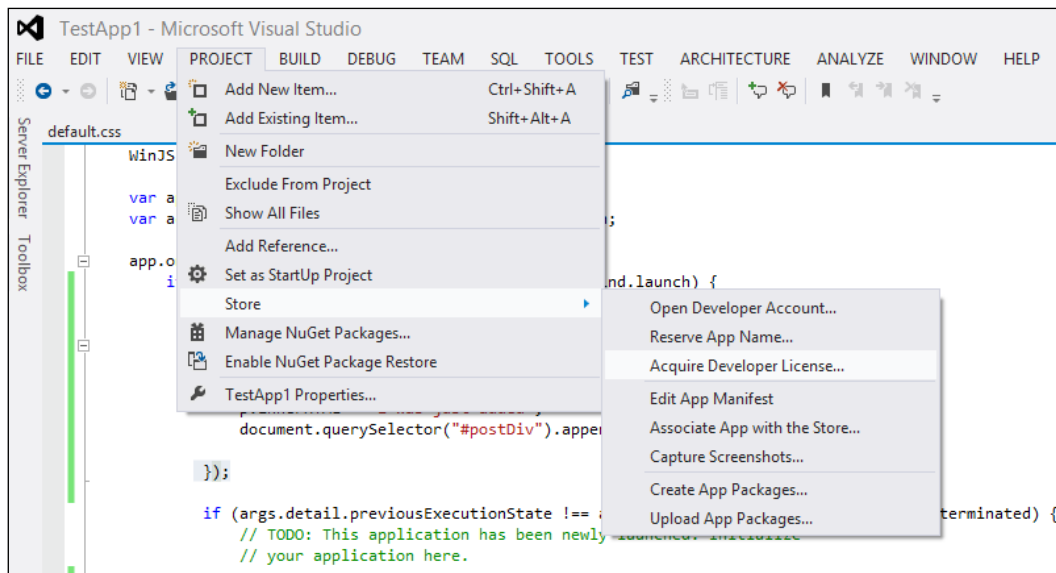 TestApp1 - Microsoft Visual Studio
FILE EDIT VIEW PROJECT BUILD DEBUG TEAM SQL TOOLS TEST ARCHITECTURE ANALYZE WINDOW HELP
Add New Item... Ctrl+Shift+A
Add Existing Item... Shift+Alt+A
New Folder
Exclude From Project
Show All Files
Add Reference...
Set as StartUp Project
Store
Manage NuGet Packages...
Enable NuGet Package Restore
TestApp1 Properties...
Open Developer Account...
Reserve App Name...
Acquire Developer License...
Edit App Manifest
Associate App with the Store...
Capture Screenshots...
Create App Packages...
Upload App Packages...
Server Explorer
Toolbox
default.css
WinJS
var a
var a ;
app.o
i nd.launch) {
document.querySelector("#postDiv").appe
});
if (args.detail.previousExecutionState !== a terminated) {
// TODO: This application has been newly launched. Initialize
// your application here.